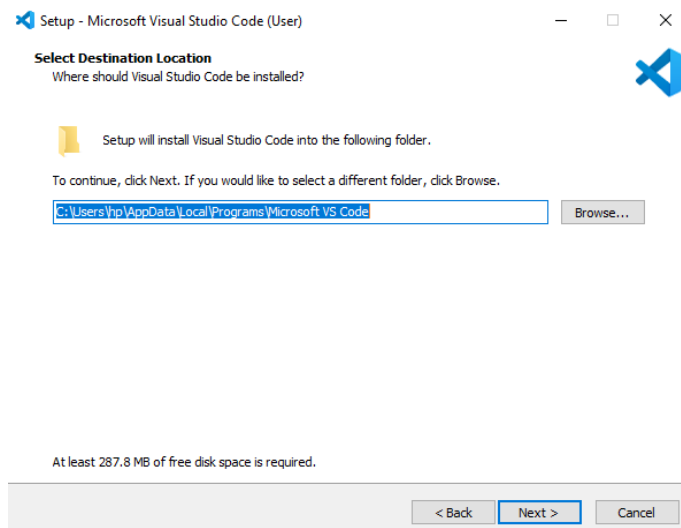 Setup - Microsoft Visual Studio Code (User)
Select Destination Location
Where should Visual Studio Code be installed?
Setup will install Visual Studio Code into the following folder.
To continue, click Next. If you would like to select a different folder, click Browse.
C:\Users\hp\AppData\Local\Programs\Microsoft VS Code
Browse...
At least 287.8 MB of free disk space is required.
< Back
Next >
Cancel